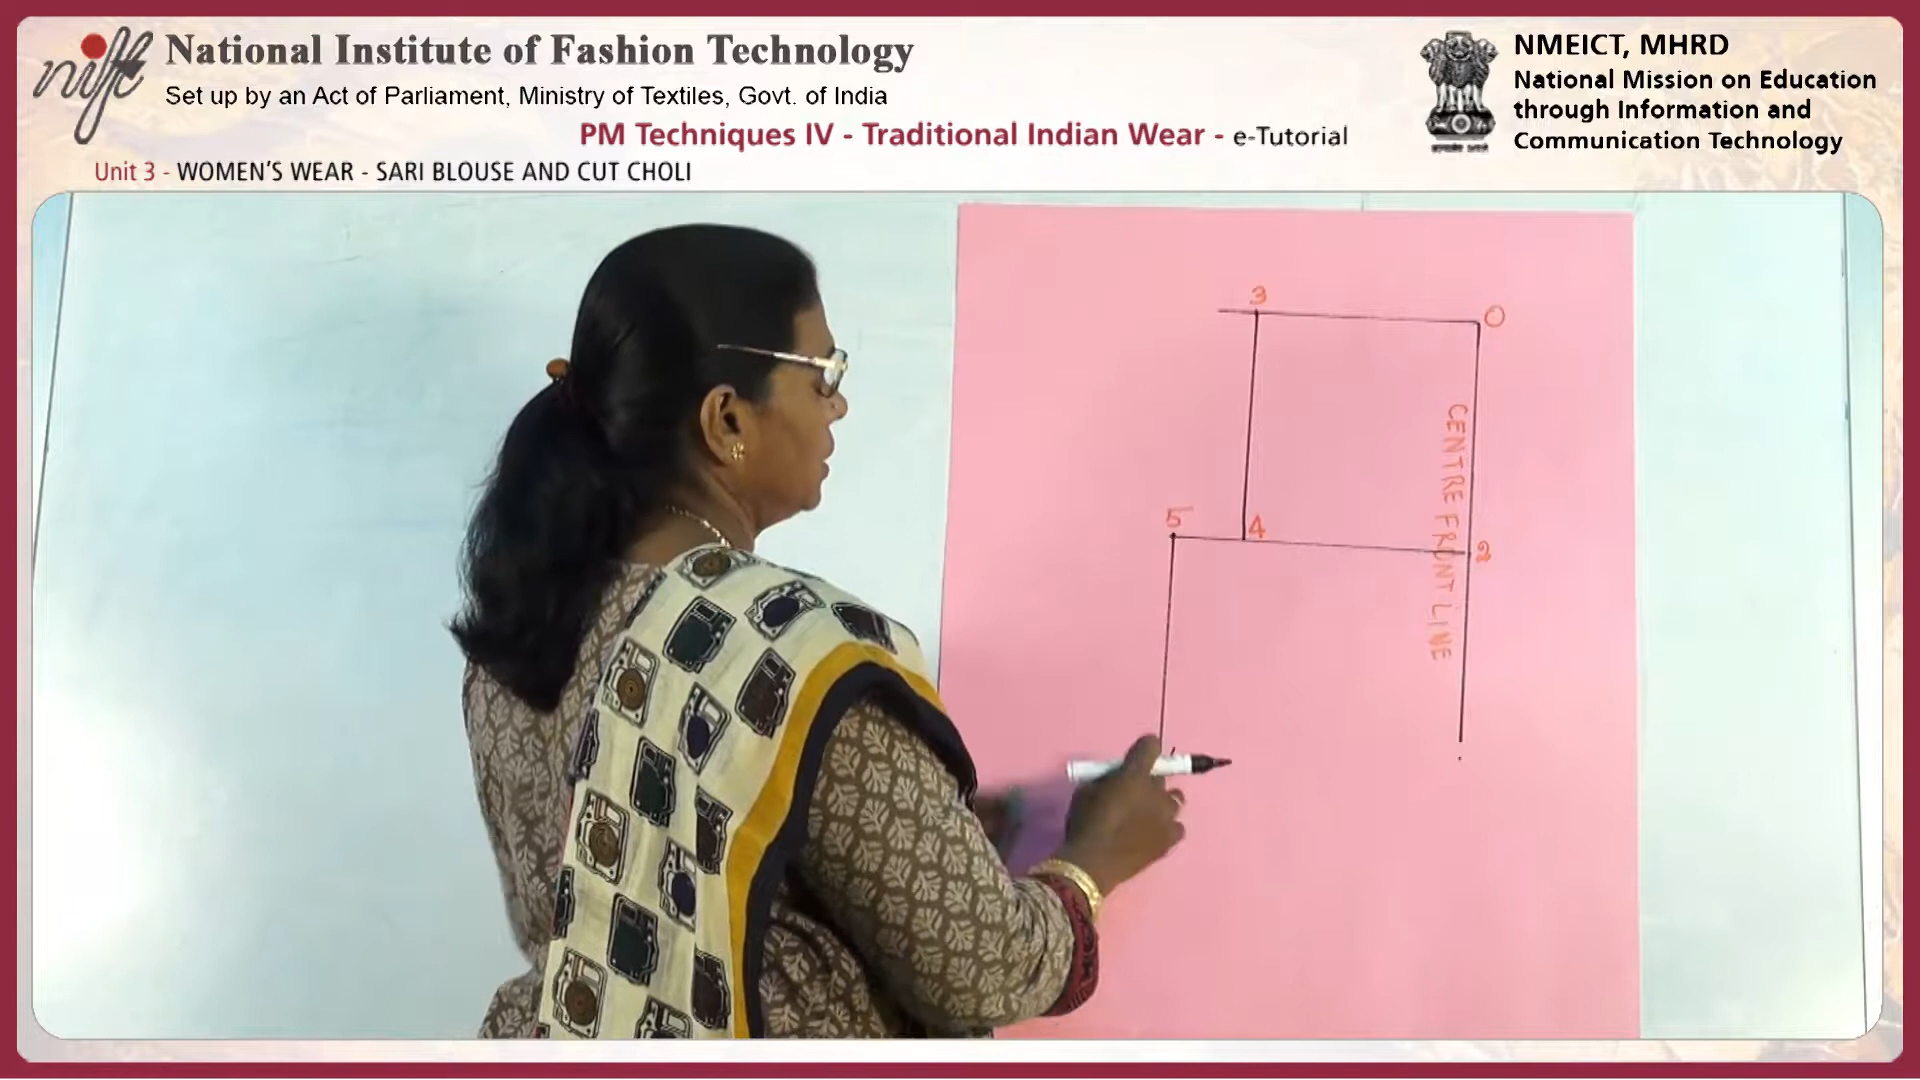 nift
National Institute of Fashion Technology
Set up by an Act of Parliament, Ministry of Textiles, Govt. of India
PM Techniques IV - Traditional Indian Wear - e-Tutorial
Unit 3 - WOMEN'S WEAR - SARI BLOUSE AND CUT CHOLI
NMEICT, MHRD
National Mission on Education
through Information and
Communication Technology
3
0
CENTRE FRONT LINE
5
4
2